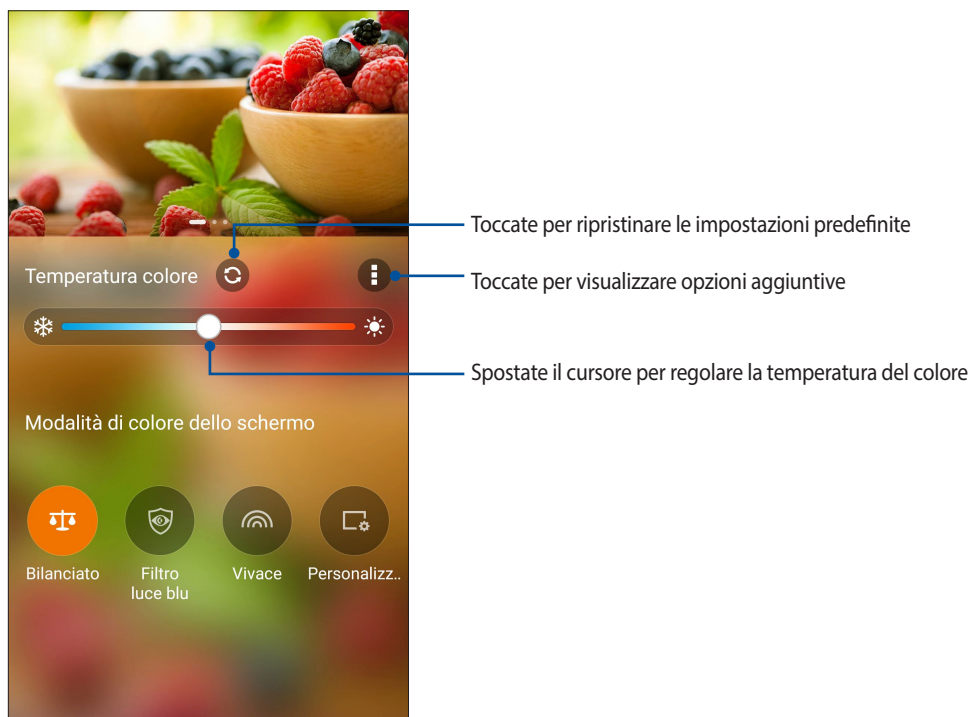 Toccate per ripristinare le impostazioni predefinite
Temperatura colore
Toccate per visualizzare opzioni aggiuntive
Spostate il cursore per regolare la temperatura del colore
Modalità di colore dello schermo
Bilanciato
Filtro
luce blu
Vivace
Personalizz..